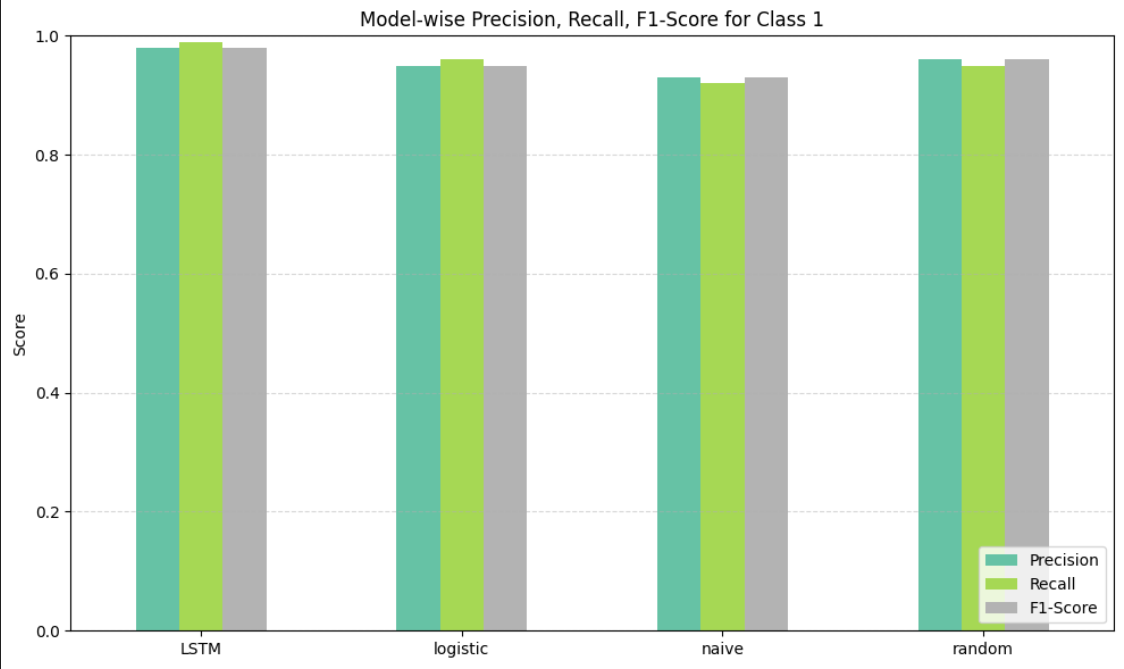 Model-wise Precision, Recall, F1-Score for Class 1
Score
1.0
0.8
0.6
0.4
0.2
0.0
LSTM
logistic
naive
random
Precision
Recall
F1-Score